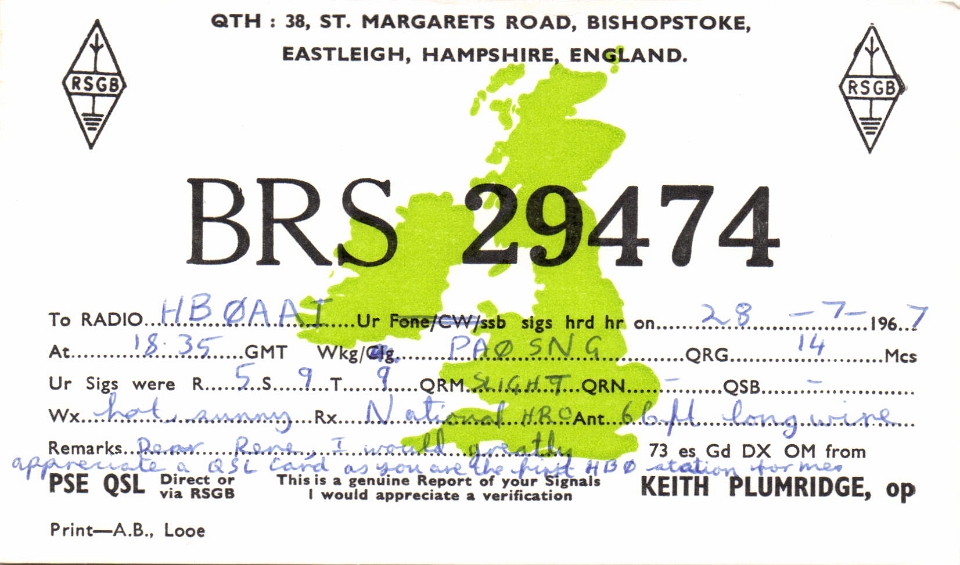 QTH : 38, ST. MARGARETS ROAD, BISHOPSTOKE,
EASTLEIGH, HAMPSHIRE, ENGLAND.
RSGB RSGB
BRS 29474
To RADIO HBØAAI Ur Fone/CW/ssb sigs hrd hr on 28 -7- 1967
At 18.35 GMT Wkg/Clg. PAØSNG QRG 14 Mcs
Ur Sigs were R 5 S 9 T 9 QRM SLIGHT QRN - QSB -
Wx hot, sunny Rx National HRO Ant 66ft long wire
Remarks Dear Rene, I would greatly 73 es Gd DX OM from
appreciate a QSL Card as you are the first HBØ station for me.
PSE QSL Direct or via RSGB This is a genuine Report of your Signals I would appreciate a verification KEITH PLUMRIDGE, op
Print—A.B., Looe